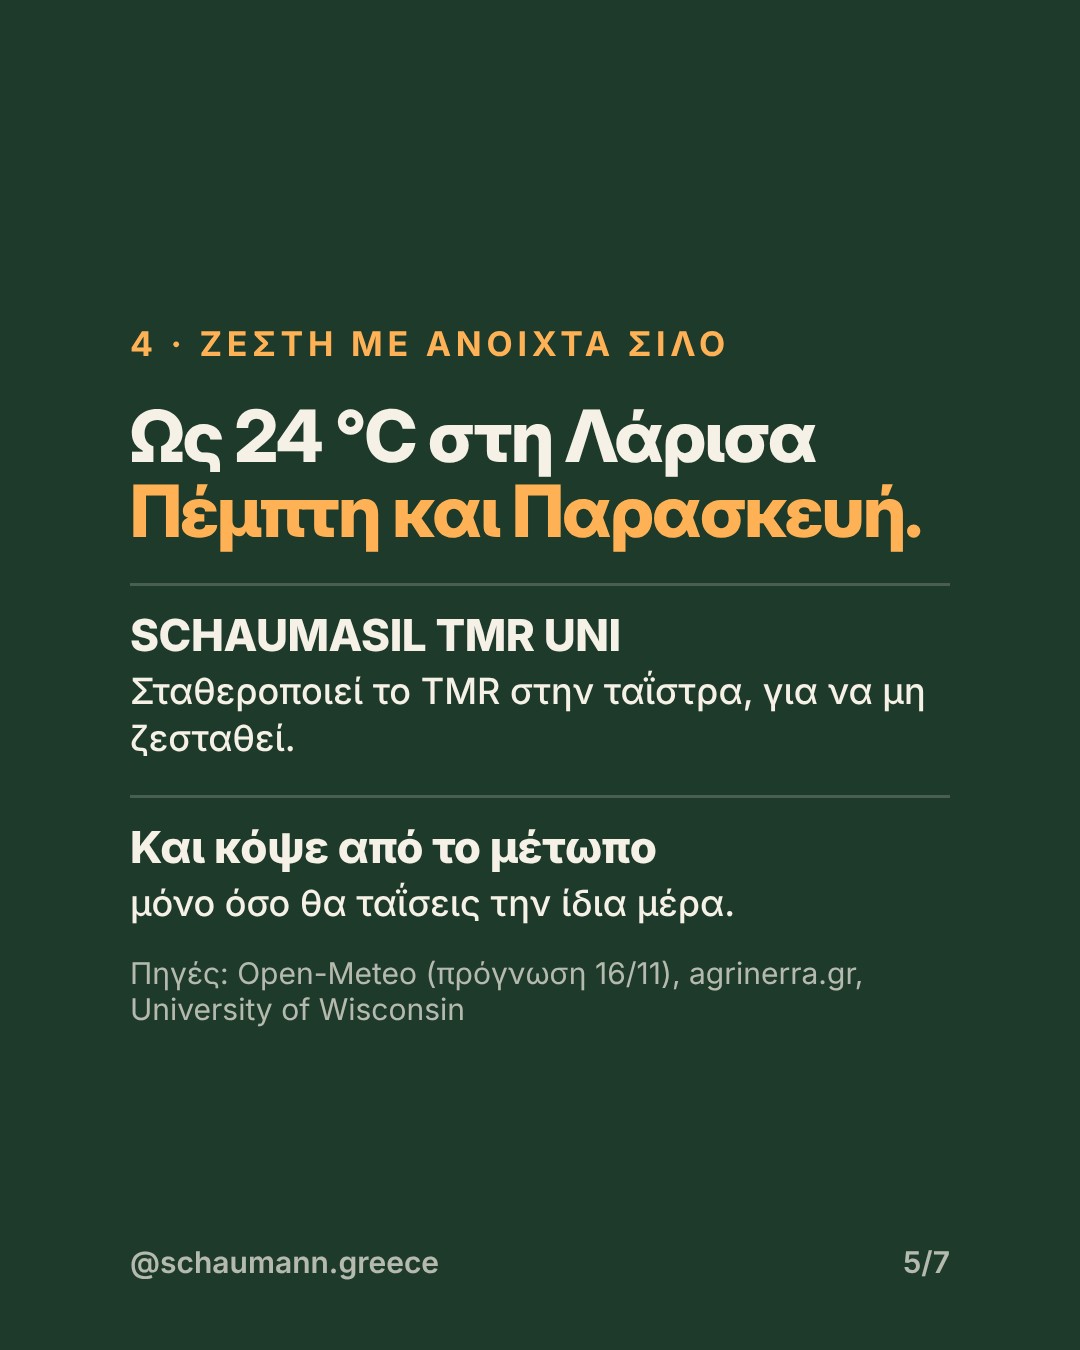 4 · ΖΕΣΤΗ ΜΕ ΑΝΟΙΧΤΑ ΣΙΛΟ
Ως 24 °C στη Λάρισα
Πέμπτη και Παρασκευή.
SCHAUMASIL TMR UNI
Σταθεροποιεί το TMR στην ταΐστρα, για να μη
ζεσταθεί.
Και κόψε από το μέτωπο
μόνο όσο θα ταΐσεις την ίδια μέρα.
Πηγές: Open-Meteo (πρόγνωση 16/11), agrinerra.gr,
University of Wisconsin
@schaumann.greece
5/7